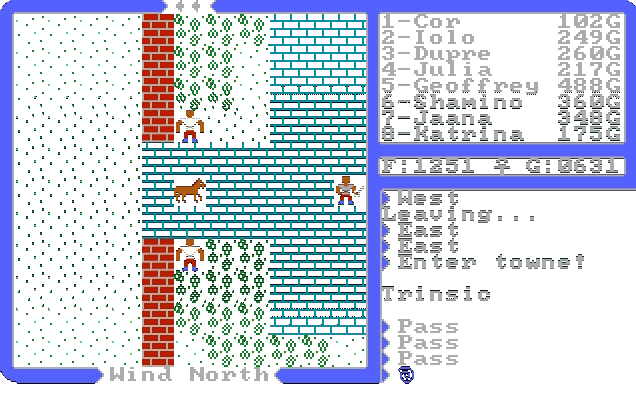 1-Cor 102G
2-Iolo 249G
3-Dupre 260G
4-Julia 217G
5-Geoffrey 488G
6-Shamino 360G
7-Jaana 348G
8-Katrina 175G
F:1251 ♀ G:0631
West
Leaving...
East
East
Enter towne!
Trinsic
Pass
Pass
Pass
Wind North